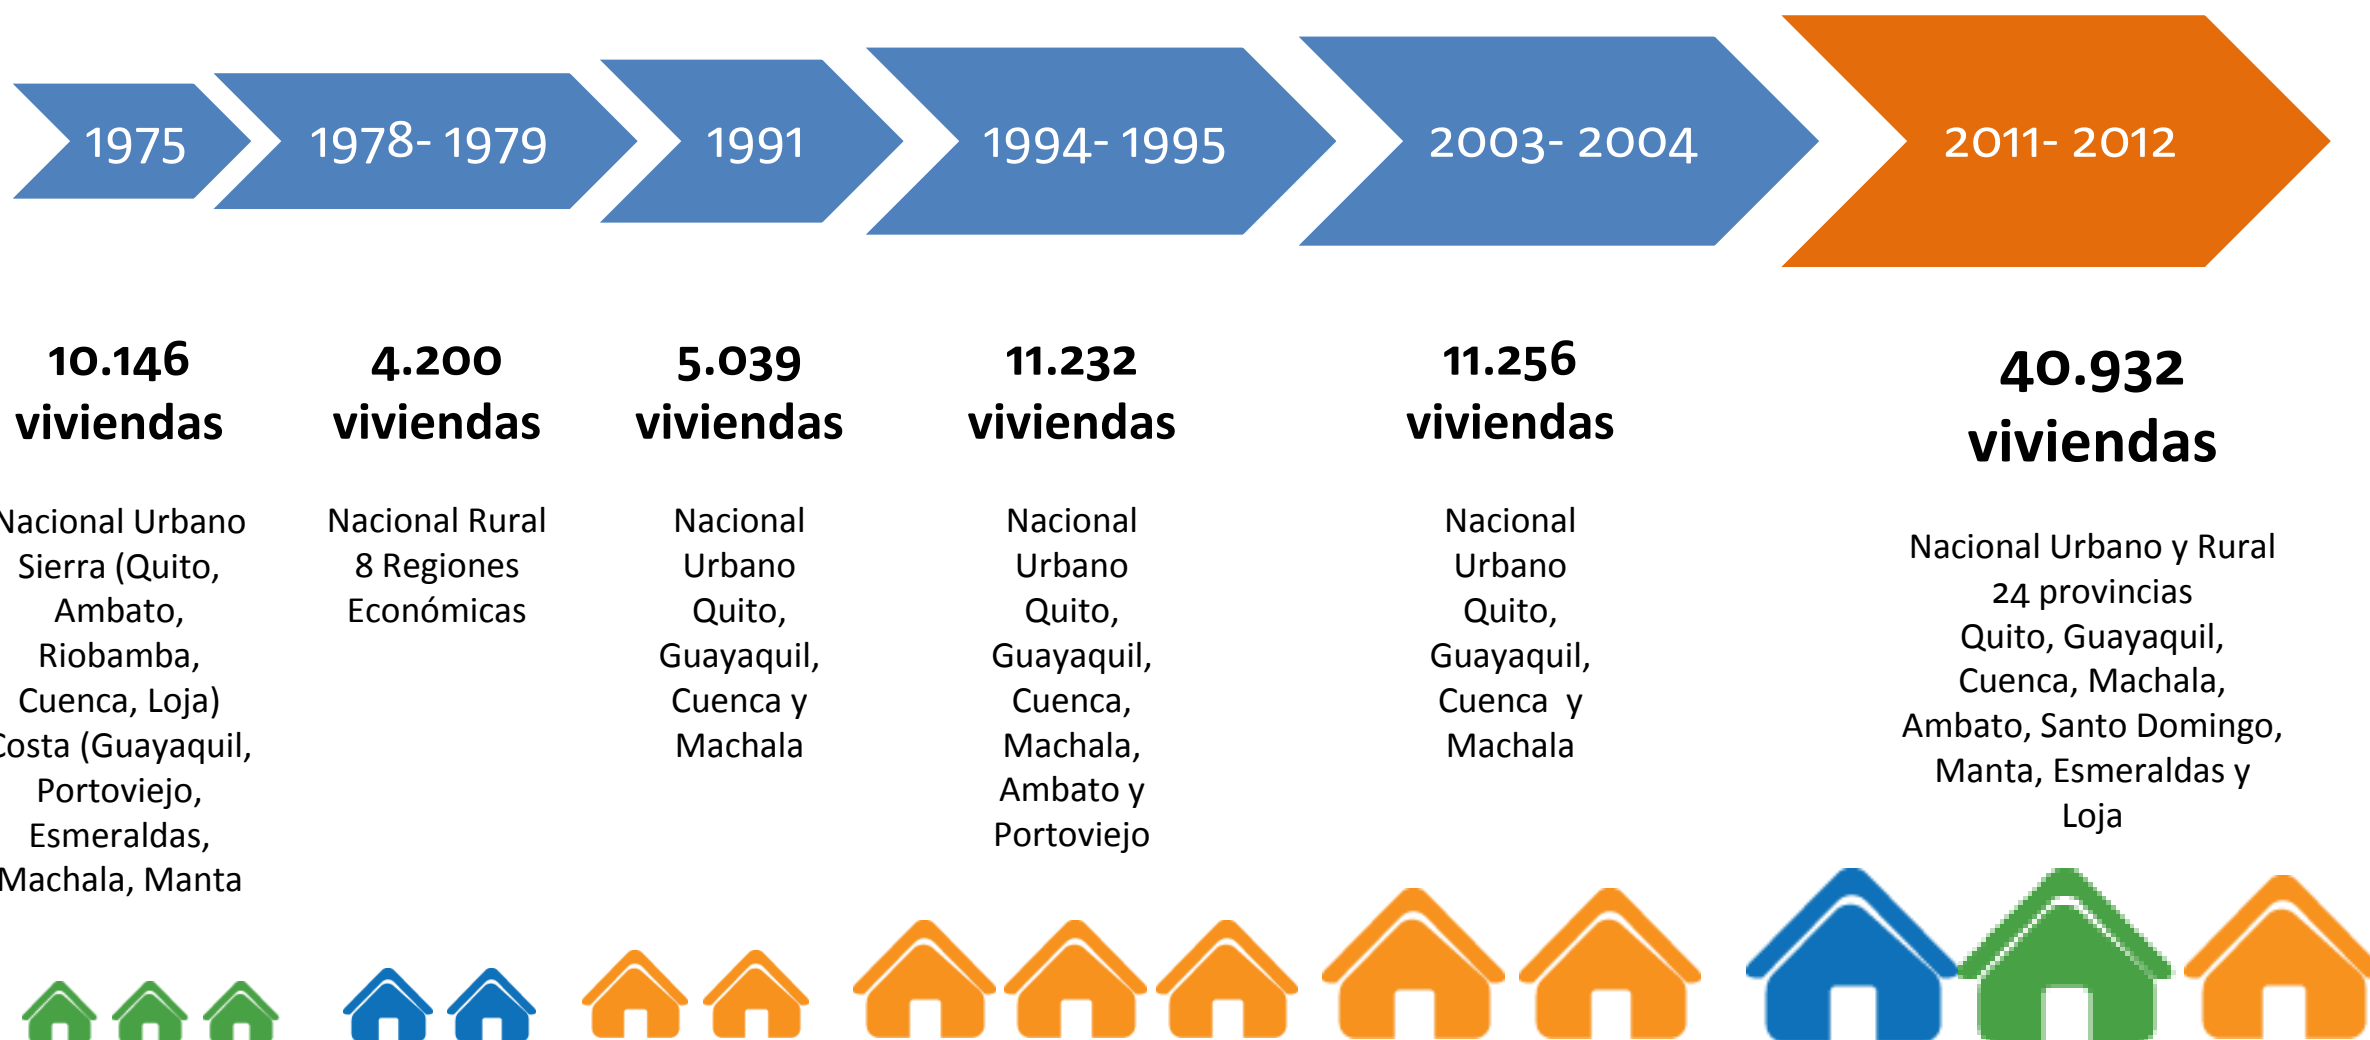 1975
1978- 1979
1991
1994- 1995
2003- 2004
2011- 2012
10.146
viviendas
Nacional Urbano
Sierra (Quito,
Ambato,
Riobamba,
Cuenca, Loja)
Costa (Guayaquil,
Portoviejo,
Esmeraldas,
Machala, Manta
4.200
viviendas
Nacional Rural
8 Regiones
Económicas
5.039
viviendas
Nacional
Urbano
Quito,
Guayaquil,
Cuenca y
Machala
11.232
viviendas
Nacional
Urbano
Quito,
Guayaquil,
Cuenca,
Machala,
Ambato y
Portoviejo
11.256
viviendas
Nacional
Urbano
Quito,
Guayaquil,
Cuenca y
Machala
40.932
viviendas
Nacional Urbano y Rural
24 provincias
Quito, Guayaquil,
Cuenca, Machala,
Ambato, Santo Domingo,
Manta, Esmeraldas y
Loja